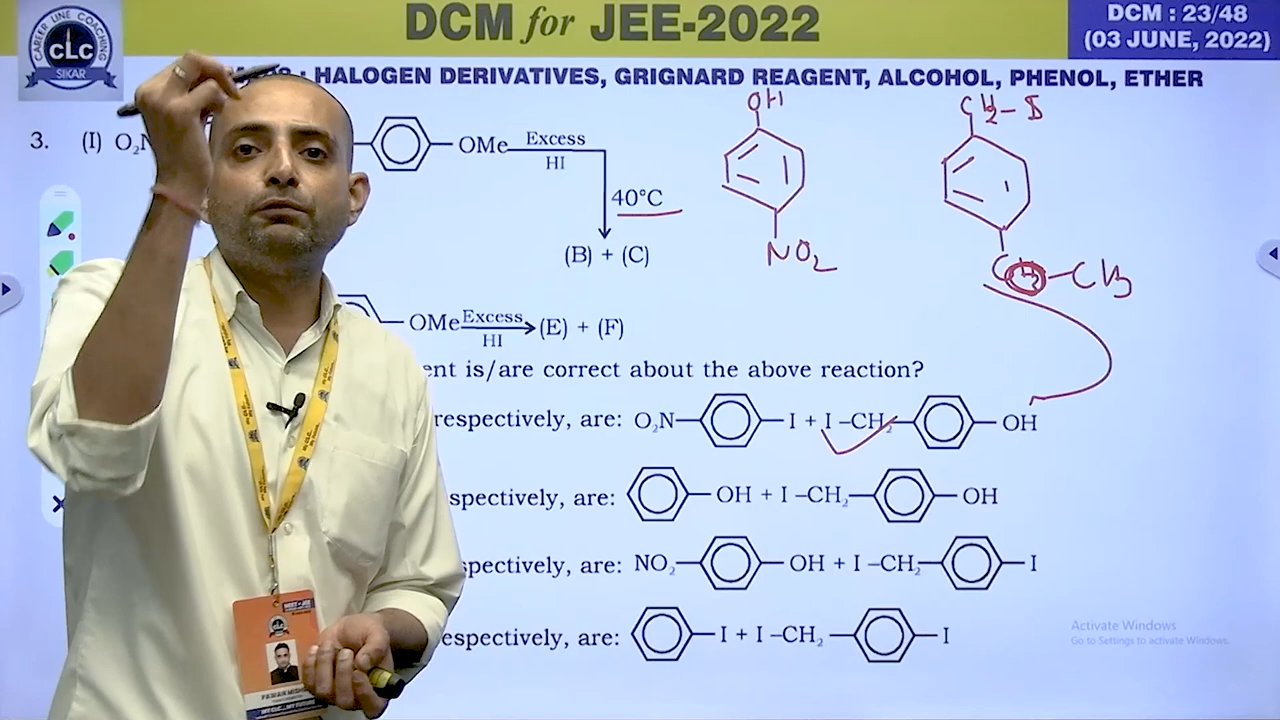 DCM for JEE-2022
DCM : 23/48
(03 JUNE, 2022)
CAREER LINE COACHING
CLC
SIKAR
: HALOGEN DERIVATIVES, GRIGNARD REAGENT, ALCOHOL, PHENOL, ETHER
3. (I) O₂N
OMe
Excess
HI
40°C
(B) + (C)
OH
NO₂
CH₂-I
CH₃
OMe
Excess
HI
(E) + (F)
ent is/are correct about the above reaction?
respectively, are: O₂N I + I –CH₂ OH
spectively, are: OH + I –CH₂ OH
spectively, are: NO₂ OH + I –CH₂ I
espectively, are: I + I –CH₂ I
Activate Windows
Go to Settings to activate Windows.
PAWAN MISH